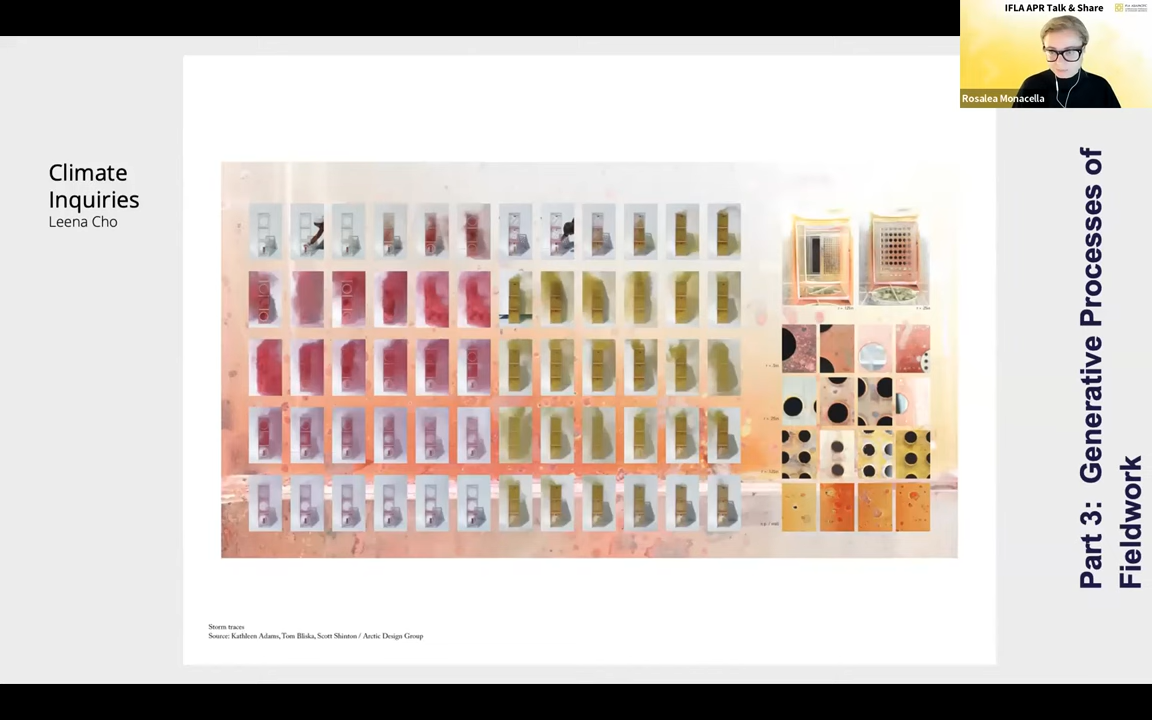 IFLA APR Talk & Share
Rosalea Monacella
Climate
Inquiries
Leena Cho
Part 3: Generative Processes of
Fieldwork
Storm traces
Source: Kathleen Adams, Tom Bliska, Scott Shinton / Arctic Design Group